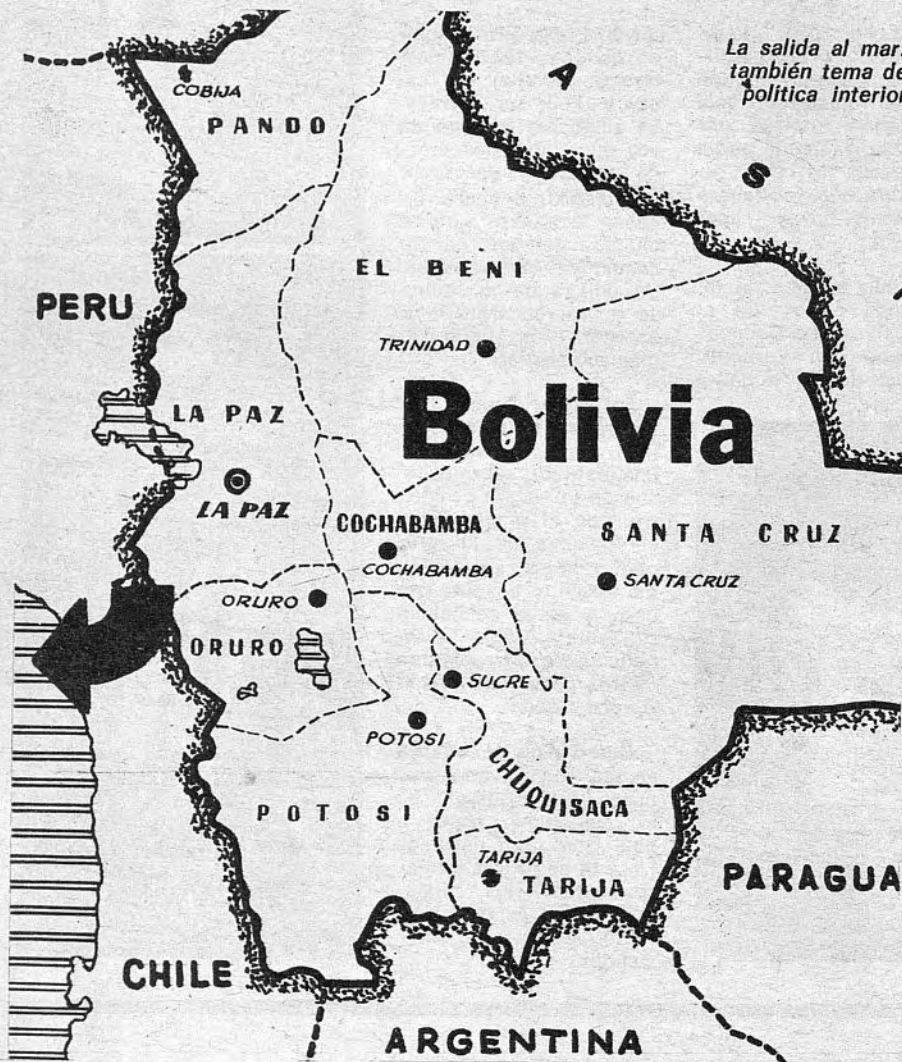 La salida al mar:
también tema de
política interior
A
S
COBIJA
PANDO
EL BENI
PERU
TRINIDAD
Bolivia
LA PAZ
LA PAZ
COCHABAMBA
COCHABAMBA
SANTA CRUZ
SANTA CRUZ
ORURO
ORURO
SUCRE
POTOSI
CHUQUISACA
POTOSI
TARIJA
TARIJA
PARAGUA
CHILE
ARGENTINA